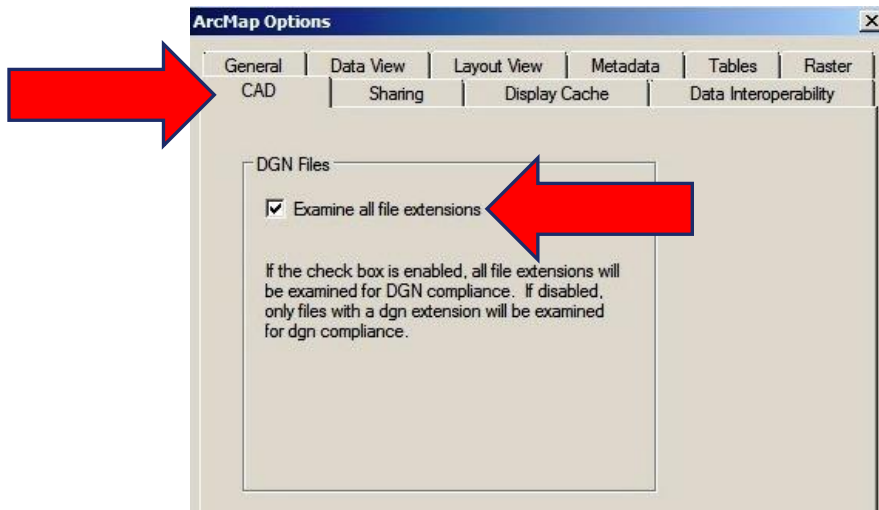 ArcMap Options
General Data View Layout View Metadata Tables Raster
CAD Sharing Display Cache Data Interoperability
DGN Files
Examine all file extensions
If the check box is enabled, all file extensions will
be examined for DGN compliance. If disabled,
only files with a dgn extension will be examined
for dgn compliance.